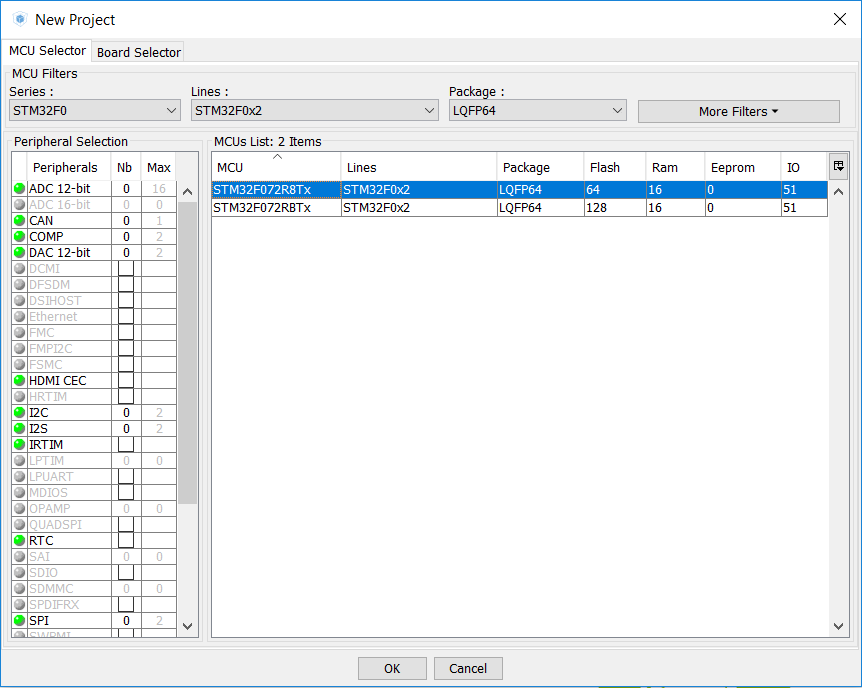 New Project
MCU Selector Board Selector
MCU Filters
Series : Lines : Package :
STM32F0 STM32F0x2 LQFP64 More Filters
Peripheral Selection MCUs List: 2 Items
Peripherals Nb Max MCU Lines Package Flash Ram Eeprom IO
ADC 12-bit 0 16 STM32F072R8Tx STM32F0x2 LQFP64 64 16 0 51
ADC 16-bit 0 0 STM32F072RBTx STM32F0x2 LQFP64 128 16 0 51
CAN 0 1
COMP 0 2
DAC 12-bit 0 2
DCMI
DFSDM
DSIHOST
Ethernet
FMC
FMPI2C
FSMC
HDMI CEC
HRTIM
I2C 0 2
I2S 0 2
IRTIM
LPTIM 0 0
LPUART
MDIOS
OPAMP 0 0
QUADSPI
RTC
SAI 0 0
SDIO
SDMMC 0 0
SPDIFRX
SPI 0 2
SWPMI
OK Cancel